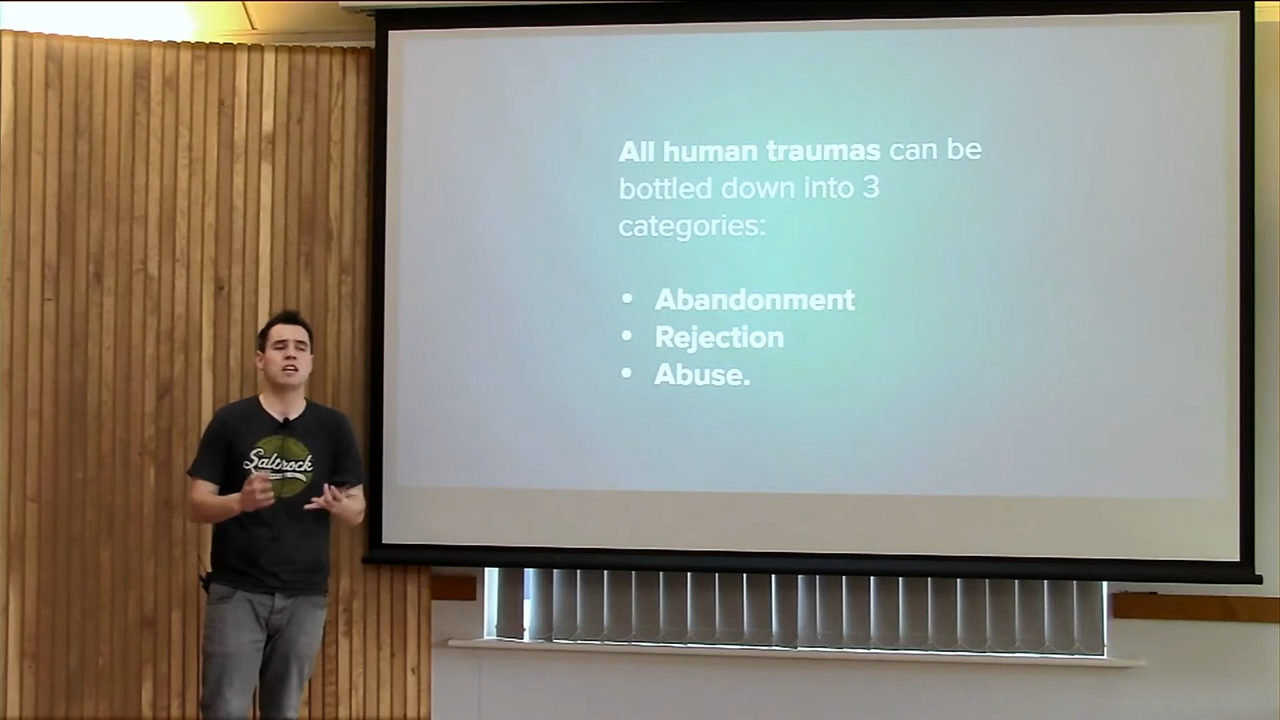 All human traumas can be
bottled down into 3
categories:
• Abandonment
• Rejection
• Abuse.
Saltrock